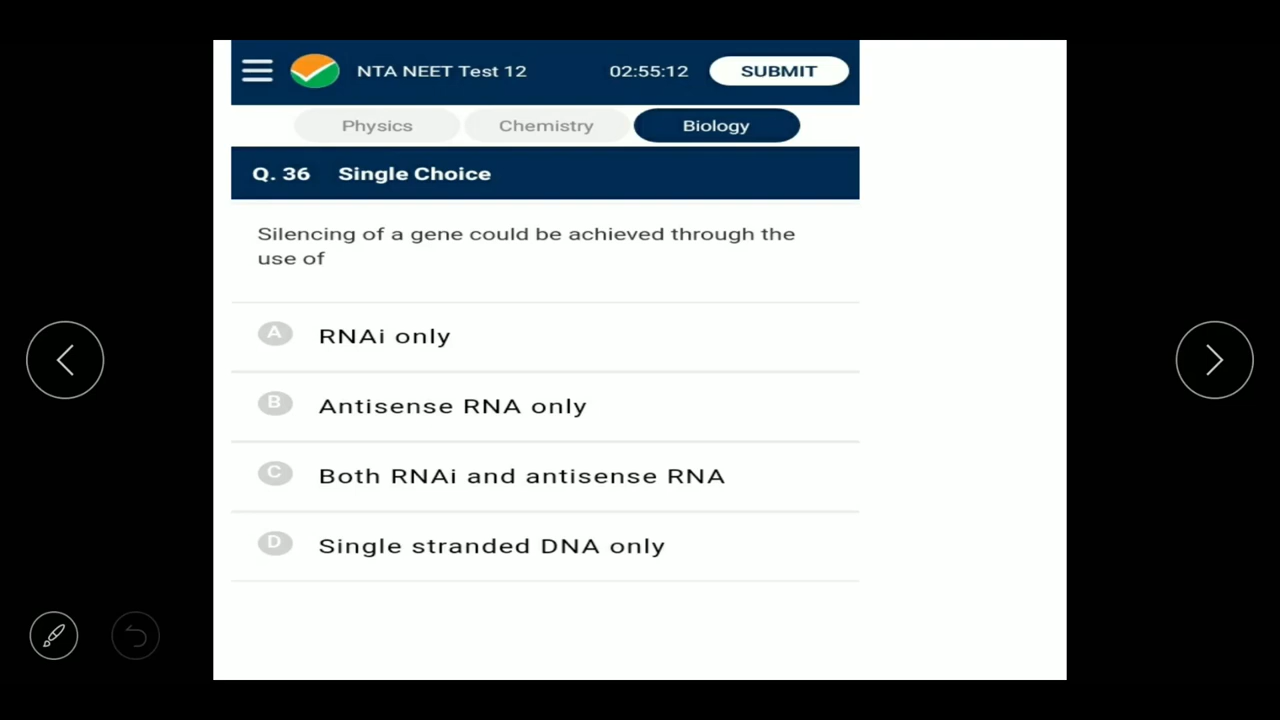 NTA NEET Test 12 02:55:12 SUBMIT
Physics Chemistry Biology
Q. 36 Single Choice
Silencing of a gene could be achieved through the
use of
A RNAi only
B Antisense RNA only
C Both RNAi and antisense RNA
D Single stranded DNA only